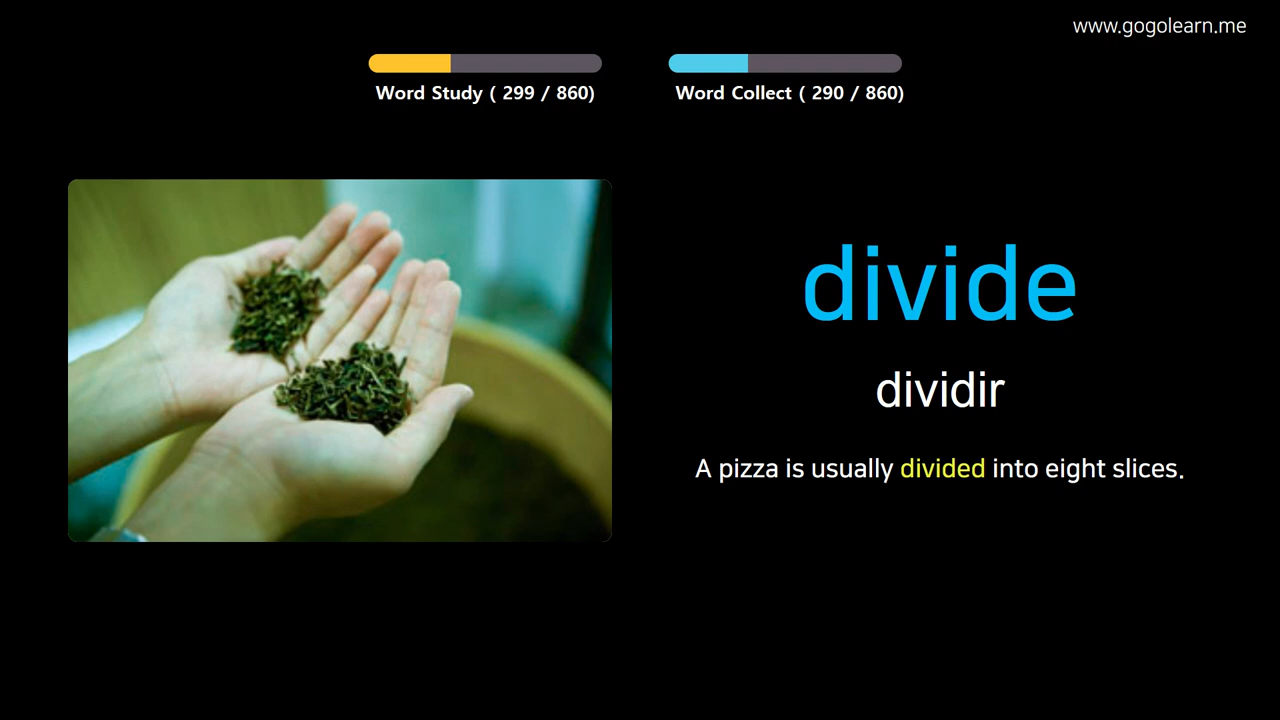 www.gogolearn.me
Word Study ( 299 / 860)
Word Collect ( 290 / 860)
divide
dividir
A pizza is usually divided into eight slices.